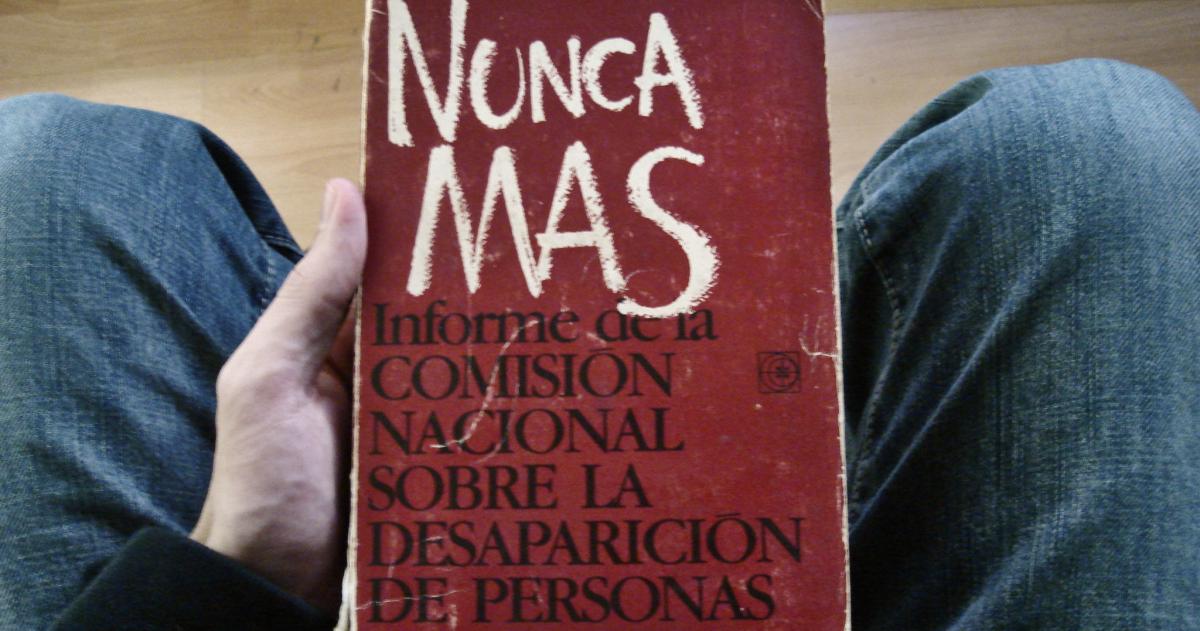 NUNCA
MAS
Informe de la
COMISIÓN
NACIONAL
SOBRE LA
DESAPARICIÓN
DE PERSONAS